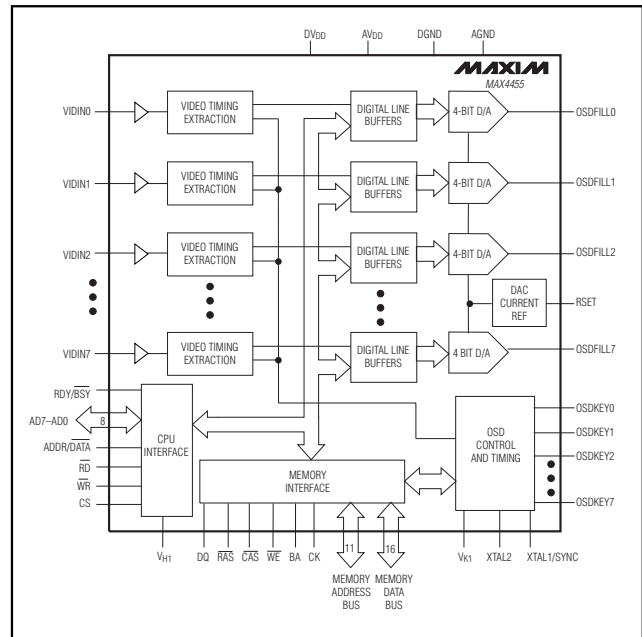 DVDD AVDD DGND AGND
MAXIM
MAX4455
VIDIN0
VIDEO TIMING
EXTRACTION
DIGITAL LINE
BUFFERS
4-BIT D/A
OSDFILL0
VIDIN1
VIDEO TIMING
EXTRACTION
DIGITAL LINE
BUFFERS
4-BIT D/A
OSDFILL1
VIDIN2
VIDEO TIMING
EXTRACTION
DIGITAL LINE
BUFFERS
4-BIT D/A
OSDFILL2
DAC
CURRENT
REF
RSET
VIDIN7
VIDEO TIMING
EXTRACTION
DIGITAL LINE
BUFFERS
4 BIT D/A
OSDFILL7
RDY/BSY
AD7–AD0
8
ADDR/DATA
RD
WR
CS
CPU
INTERFACE
MEMORY
INTERFACE
OSD
CONTROL
AND TIMING
OSDKEY0
OSDKEY1
OSDKEY2
OSDKEY7
VH1
DQ RAS CAS WE BA CK
11
16
MEMORY
ADDRESS
BUS
MEMORY
DATA
BUS
VK1 XTAL2 XTAL1/SYNC